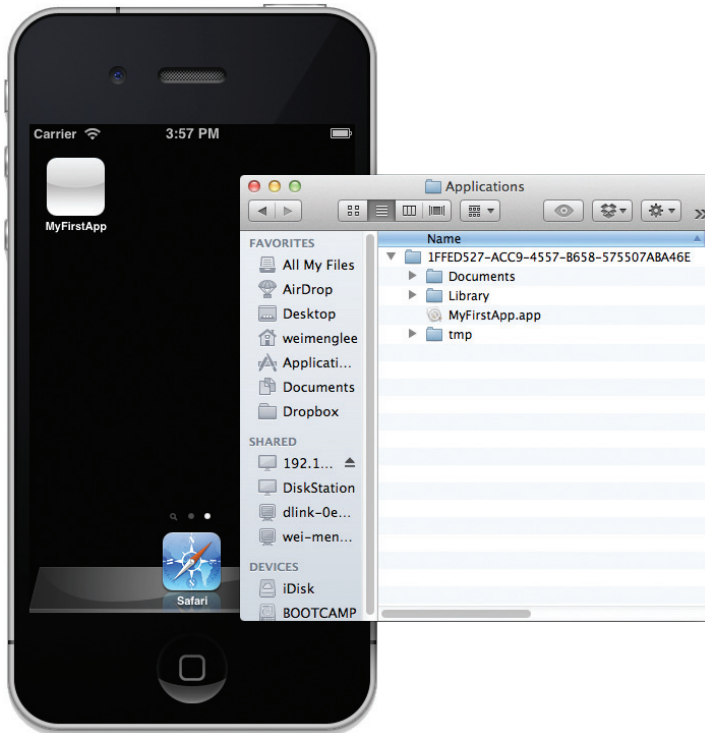 Carrier
3:57 PM
MyFirstApp
Safari
Applications
FAVORITES
All My Files
AirDrop
Desktop
weimenglee
Applicati...
Documents
Dropbox
SHARED
192.1...
DiskStation
dlink-0e...
wei-men...
DEVICES
iDisk
BOOTCAMP
Name
1FFED527-ACC9-4557-B658-575507ABA46E
Documents
Library
MyFirstApp.app
tmp